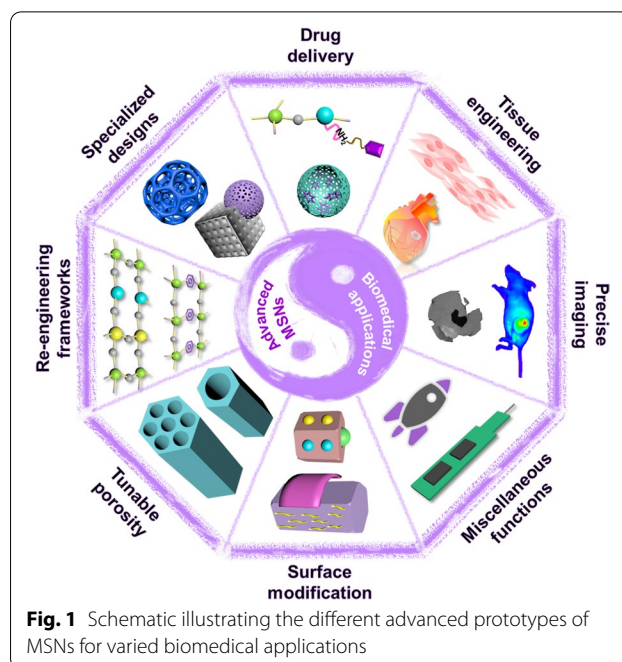 Drug
delivery
Tissue
engineering
Precise
imaging
Miscellaneous
functions
Surface
modification
Tunable
porosity
Re-engineering
frameworks
Specialized
designs
Advanced
MSNs
Biomedical
applications
Fig. 1 Schematic illustrating the different advanced prototypes of
MSNs for varied biomedical applications